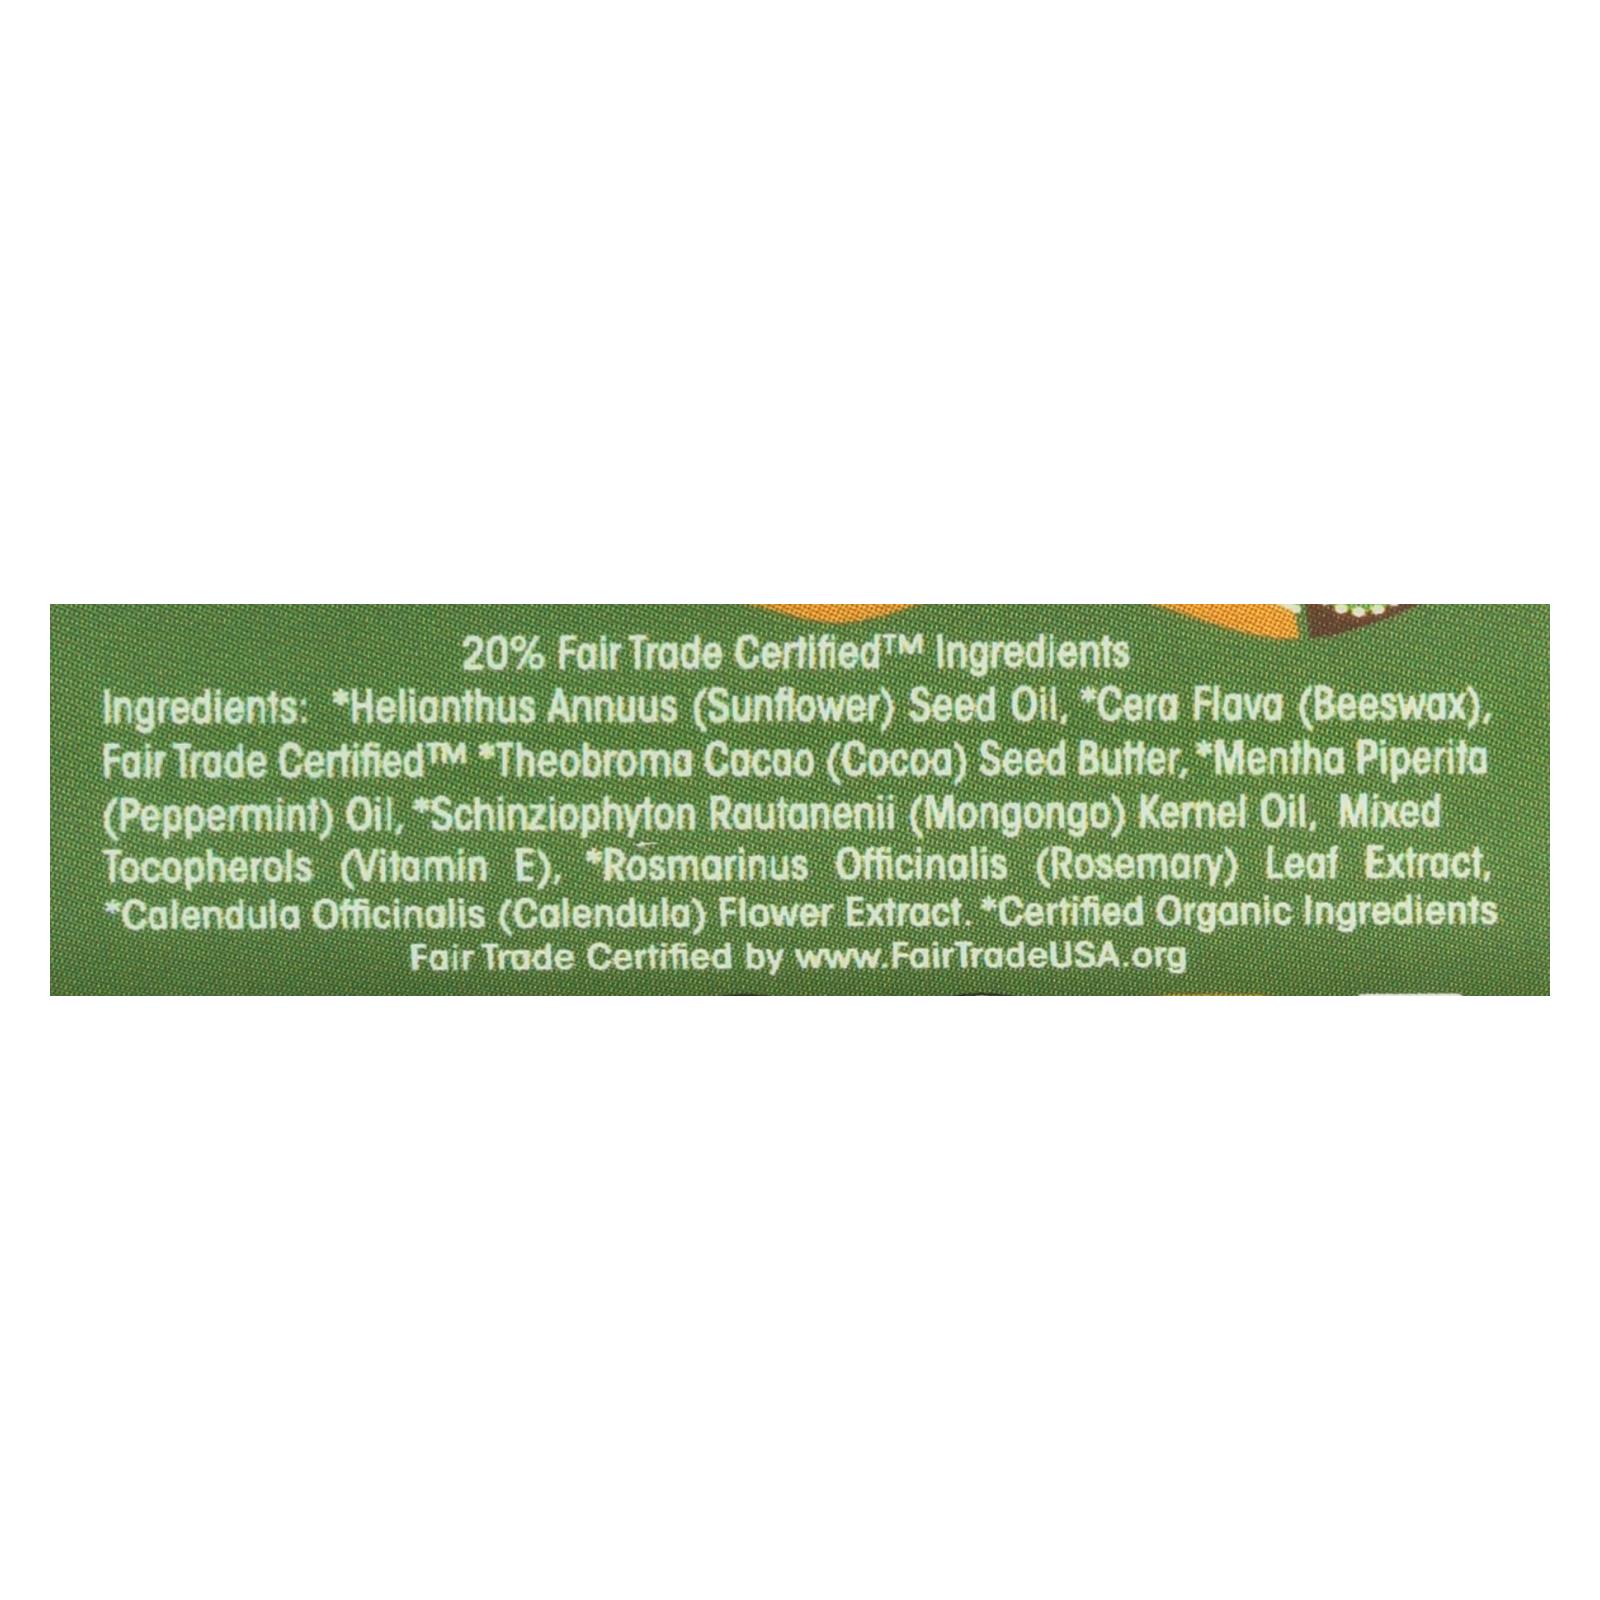 20% Fair Trade Certified™ Ingredients
Ingredients: *Helianthus Annuus (Sunflower) Seed Oil, *Cera Flava (Beeswax),
Fair Trade Certified™ *Theobroma Cacao (Cocoa) Seed Butter, *Mentha Piperita
(Peppermint) Oil, *Schinziophyton Rautanenii (Mongongo) Kernel Oil, Mixed
Tocopherols (Vitamin E), *Rosmarinus Officinalis (Rosemary) Leaf Extract,
*Calendula Officinalis (Calendula) Flower Extract. *Certified Organic Ingredients
Fair Trade Certified by www.FairTradeUSA.org